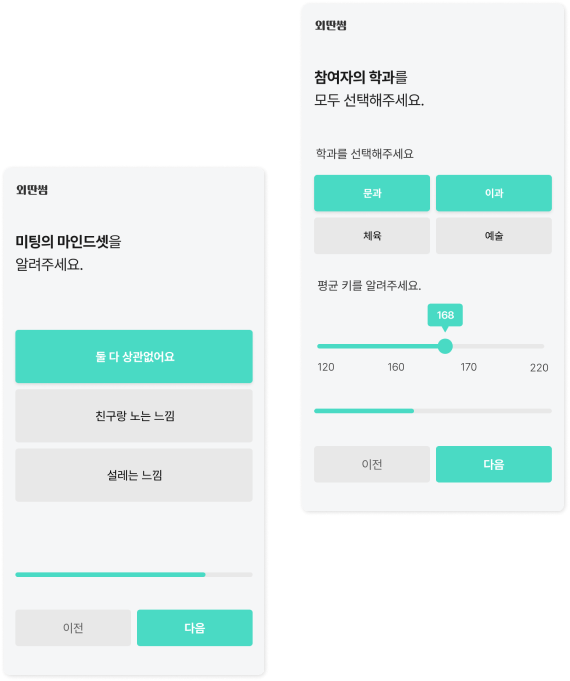 외딴썸
미팅의 마인드셋을
알려주세요.
둘 다 상관없어요
친구랑 노는 느낌
설레는 느낌
이전 다음
외딴썸
참여자의 학과를
모두 선택해주세요.
학과를 선택해주세요
문과 이과
체육 예술
평균 키를 알려주세요.
168
120 160 170 220
이전 다음